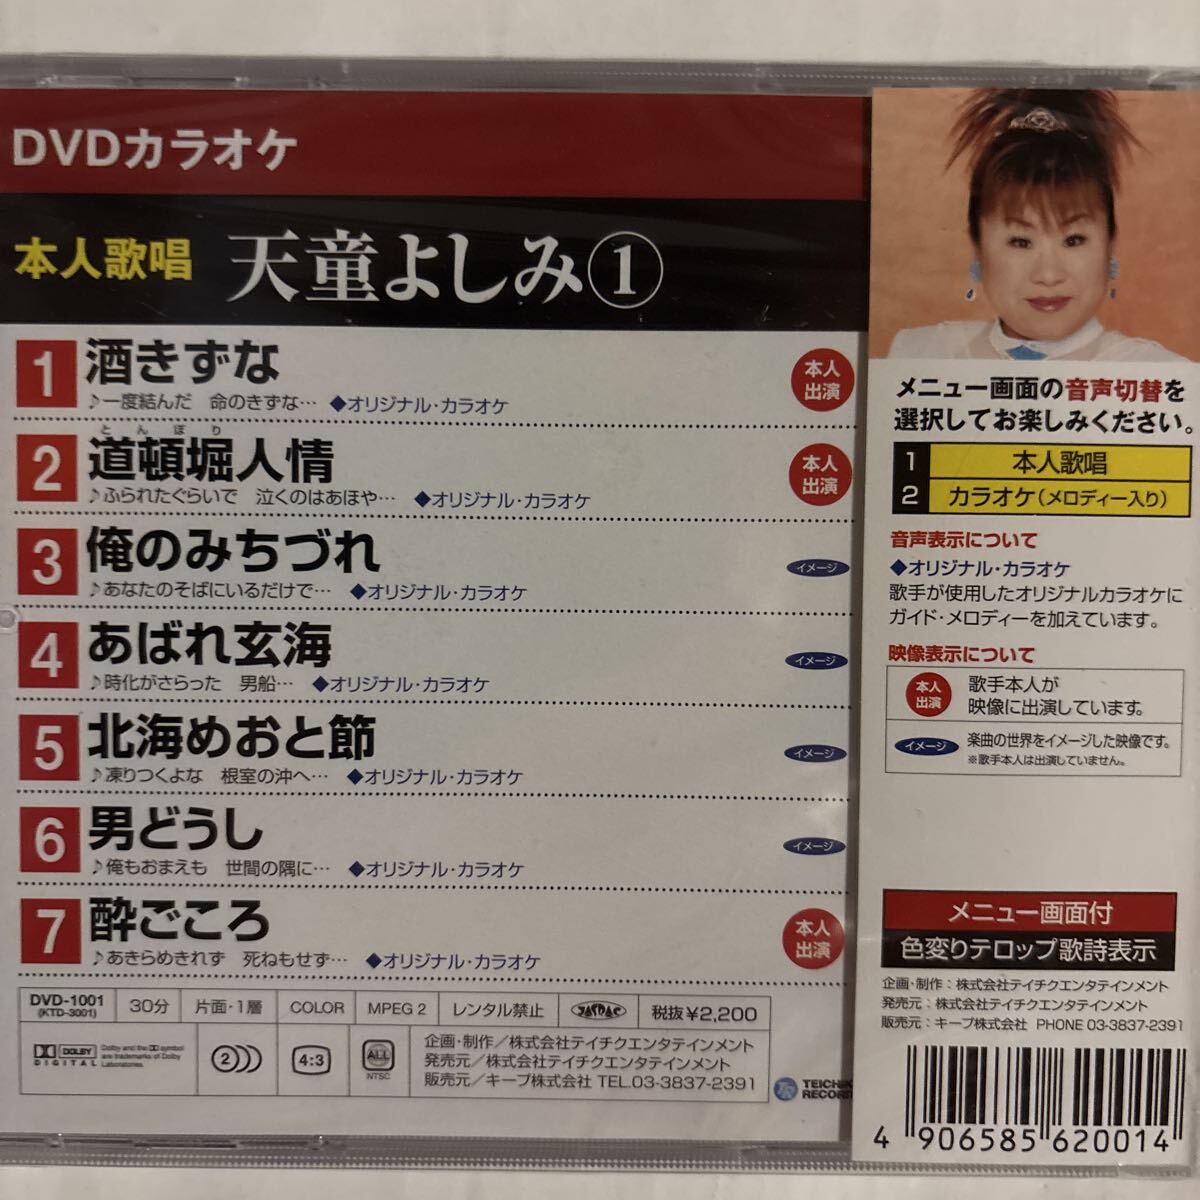 DVDカラオケ
本人歌唱 天童よしみ①
1 酒きずな 本人出演
♪一度結んだ 命のきずな… ◆オリジナル・カラオケ
とんぼり
2 道頓堀人情 本人出演
♪ふられたぐらいで 泣くのはあほや… ◆オリジナル・カラオケ
3 俺のみちづれ イメージ
♪あなたのそばにいるだけで… ◆オリジナル・カラオケ
4 あばれ玄海 イメージ
♪時化がさらった 男船… ◆オリジナル・カラオケ
5 北海めおと節 イメージ
♪凍りつくよな 根室の沖へ… ◆オリジナル・カラオケ
6 男どうし イメージ
♪俺もおまえも 世間の隅に… ◆オリジナル・カラオケ
7 酔ごころ 本人出演
♪あきらめきれず 死ねもせず… ◆オリジナル・カラオケ
DVD-1001
(KTD-3001)
30分
片面・1層
COLOR
MPEG 2
レンタル禁止
JASRAC
税抜¥2,200
DOLBY
DIGITAL
Dolby and the DD symbol
are trademarks of Dolby
Laboratories.
2
4:3
ALL
NTSC
企画・制作/株式会社テイチクエンタテインメント
発売元/株式会社テイチクエンタテインメント
販売元/キープ株式会社 TEL.03-3837-2391
TEICHIK
RECOR
メニュー画面の音声切替を
選択してお楽しみください。
1 本人歌唱
2 カラオケ(メロディー入り)
音声表示について
◆オリジナル・カラオケ
歌手が使用したオリジナルカラオケに
ガイド・メロディーを加えています。
映像表示について
本人出演 歌手本人が
映像に出演しています。
イメージ 楽曲の世界をイメージした映像です。
※歌手本人は出演していません。
メニュー画面付
色変りテロップ歌詩表示
企画・制作:株式会社テイチクエンタテインメント
発売元:株式会社テイチクエンタテインメント
販売元:キープ株式会社 PHONE 03-3837-2391
4 906585 620014